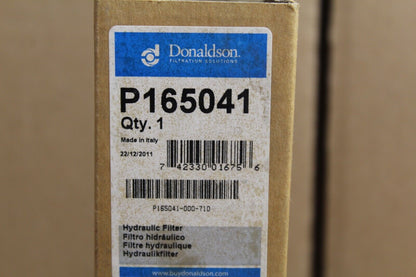 Donaldson.
FILTRATION SOLUTIONS
P165041
Qty. 1
Made in Italy
22/12/2011
7 42330 01675 6
P165041-000-710
Hydraulic Filter
Filtro hidráulico
Filtre hydraulique
Hydraulikfilter
www.buydonaldson.com